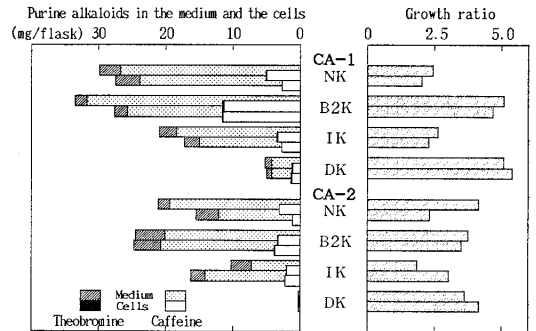 Purine alkaloids in the medium and the cells
Growth ratio
(mg/flask) 30 20 10 0
0 2.5 5.0
CA-1
NK
B2K
IK
DK
CA-2
NK
B2K
IK
DK
Medium
Cells
Theobromine Caffeine